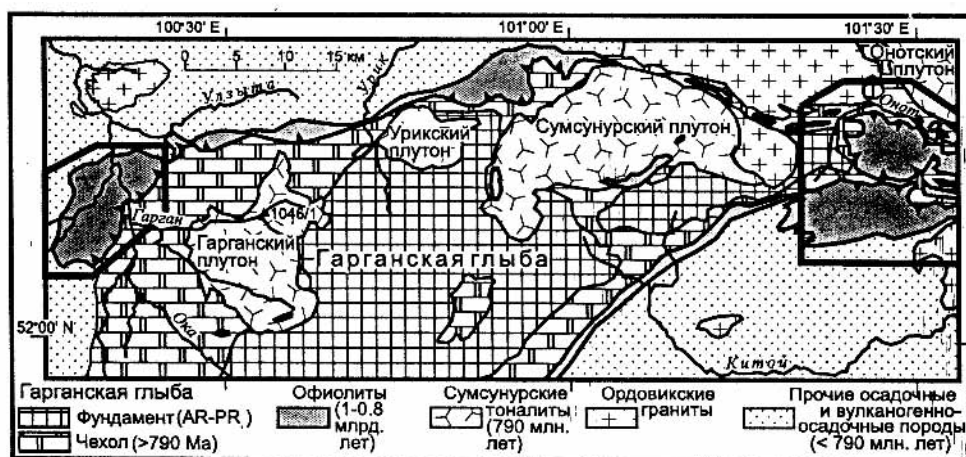 100°30' E
101°00' E
101°30' E
0 5 10 15 км
Улзыта
Урик
Онотский
плутон
Онот
Урикский
плутон
Сумсунурский плутон
Гарган
1046/1
Гарганский
плутон
Гарганская глыба
52°00' N
Ока
Китой
Гарганская глыба
Фундамент (AR-PR)
Чехол (>790 Ma)
Офиолиты
(1-0.8
млрд.
лет)
Сумсунурские
тоналиты
(790 млн.
лет)
Ордовикские
граниты
Прочие осадочные
и вулканогенно-
осадочные породы
(< 790 млн. лет)